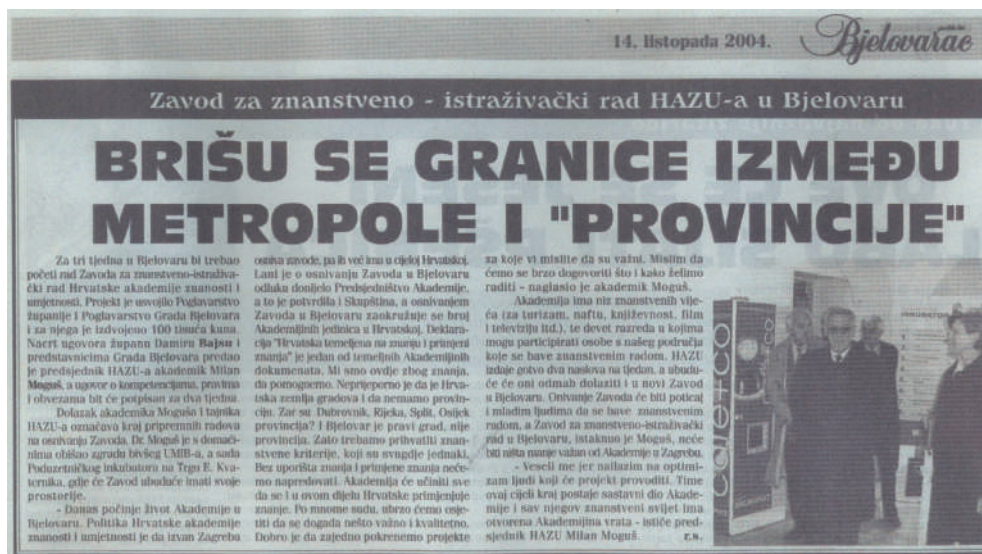 14. listopada 2004.
Bjelovarac
Zavod za znanstveno - istraživački rad HAZU-a u Bjelovaru
BRIŠU SE GRANICE IZMEĐU
METROPOLE I "PROVINCIJE"
Za tri tjedna u Bjelovaru bi trebao
početi rad Zavoda za znanstveno-istraživa-
čki rad Hrvatske akademije znanosti i
umjetnosti. Projekt je usvojilo Poglavarstvo
županije i Poglavarstvo Grada Bjelovara
i za njega je izdvojeno 100 tisuća kuna.
Nacrt ugovora županu Damiru Bajsu i
predstavnicima Grada Bjelovara predao
je predsjednik HAZU-a akademik Milan
Moguš, a ugovor o kompetencijama, pravima
i obvezama bit će potpisan za dva tjedna.
Dolazak akademika Moguša i tajnika
HAZU-a označava kraj pripremnih radova
na osnivanju Zavoda. Dr. Moguš je s domaći-
nima obišao zgradu bivšeg UMIB-a, a sada
Poduzetničkog inkubatora na Trgu E. Kva-
ternika, gdje će Zavod ubuduće imati svoje
prostorije.
- Danas počinje život Akademije u
Bjelovaru. Politika Hrvatske akademije
znanosti i umjetnosti je da izvan Zagreba
osniva zavode, pa ih već ima u cijeloj Hrvatskoj.
Lani je o osnivanju Zavoda u Bjelovaru
odluku donijelo Predsjedništvo Akademije,
a to je potvrdila i Skupština, a osnivanjem
Zavoda u Bjelovaru zaokružuje se broj
Akademijinih jedinica u Hrvatskoj. Deklara-
cija "Hrvatska temeljena na znanju i primjeni
znanja" je jedan od temeljnih Akademijinih
dokumenata. Mi smo ovdje zbog znanja,
da pomognemo. Neprijeporno je da je Hrva-
tska zemlja gradova i da nemamo provin-
ciju. Zar su Dubrovnik, Rijeka, Split, Osijek
provincija? I Bjelovar je pravi grad, nije
provincija. Zato trebamo prihvatiti znan-
stvene kriterije, koji su svugdje jednaki.
Bez uporišta znanja i primjene znanja neće-
mo napredovati. Akademija će učiniti sve
da se i u ovom dijelu Hrvatske primjenjuje
znanje. Po mnome sudu, ubrzo ćemo osje-
titi da se događa nešto važno i kvalitetno.
Dobro je da zajedno pokrenemo projekte
za koje vi mislite da su važni. Mislim da
ćemo se brzo dogovoriti što i kako želimo
raditi - naglasio je akademik Moguš.
Akademija ima niz znanstvenih vije-
ća (za turizam, naftu, književnost, film
i televiziju itd.), te devet razreda u kojima
mogu participirati osobe s našeg područja
koje se bave znanstvenim radom. HAZU
izdaje gotvo dva naslova na tjedan, a ubudu-
će će oni odmah dolaziti i u novi Zavod
u Bjelovaru. Onivanje Zavoda će biti poticaj
i mladim ljudima da se bave znanstvenim
radom, a Zavod za znanstveno-istraživački
rad u Bjelovaru, istaknuo je Moguš, neće
biti ništa manje važan od Akademije u Zagrebu.
- Veseli me jer nailazim na optimi-
zam ljudi koji će projekt provoditi. Time
ovaj cijeli kraj postaje sastavni dio Akade-
mije i sav njegov znanstveni svijet ima
otvorena Akademijina vrata - ističe pred-
sjednik HAZU Milan Moguš.
r.s.